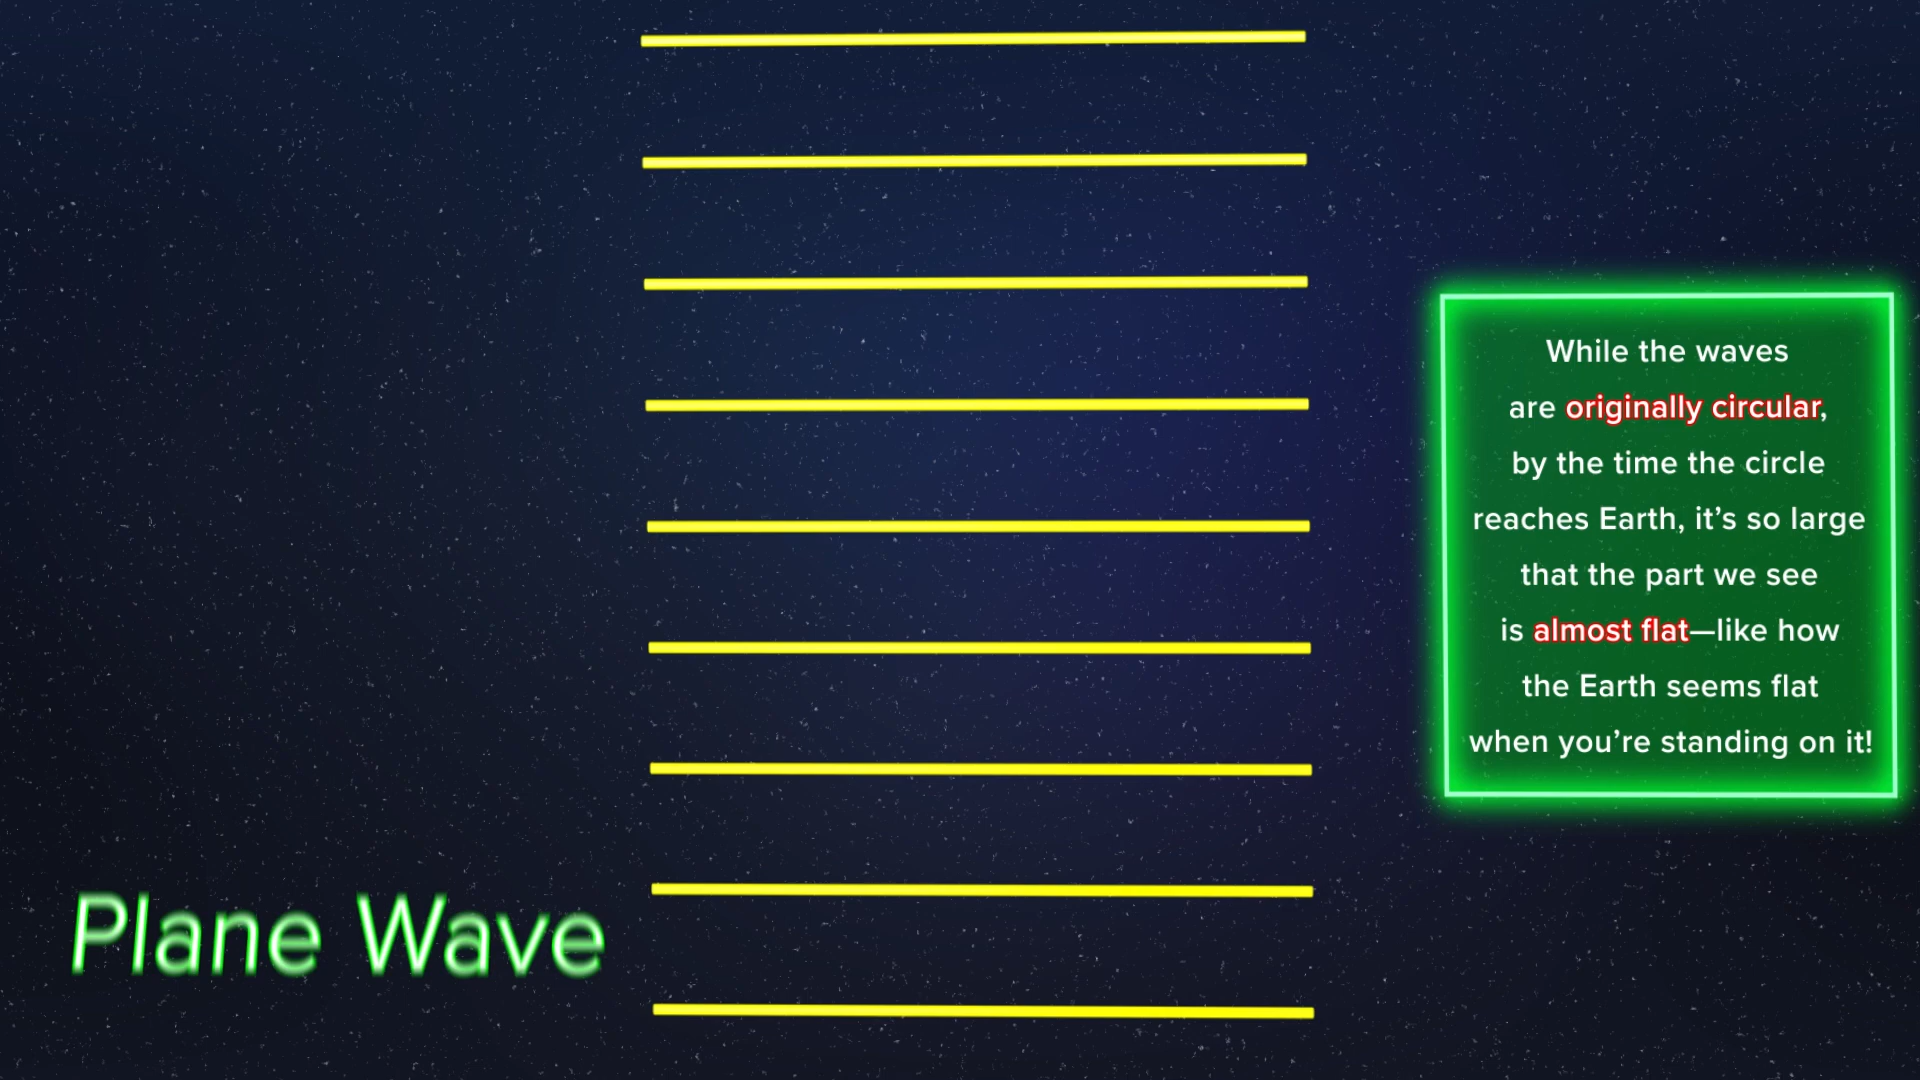 While the waves
are originally circular,
by the time the circle
reaches Earth, it’s so large
that the part we see
is almost flat—like how
the Earth seems flat
when you’re standing on it!
Plane Wave